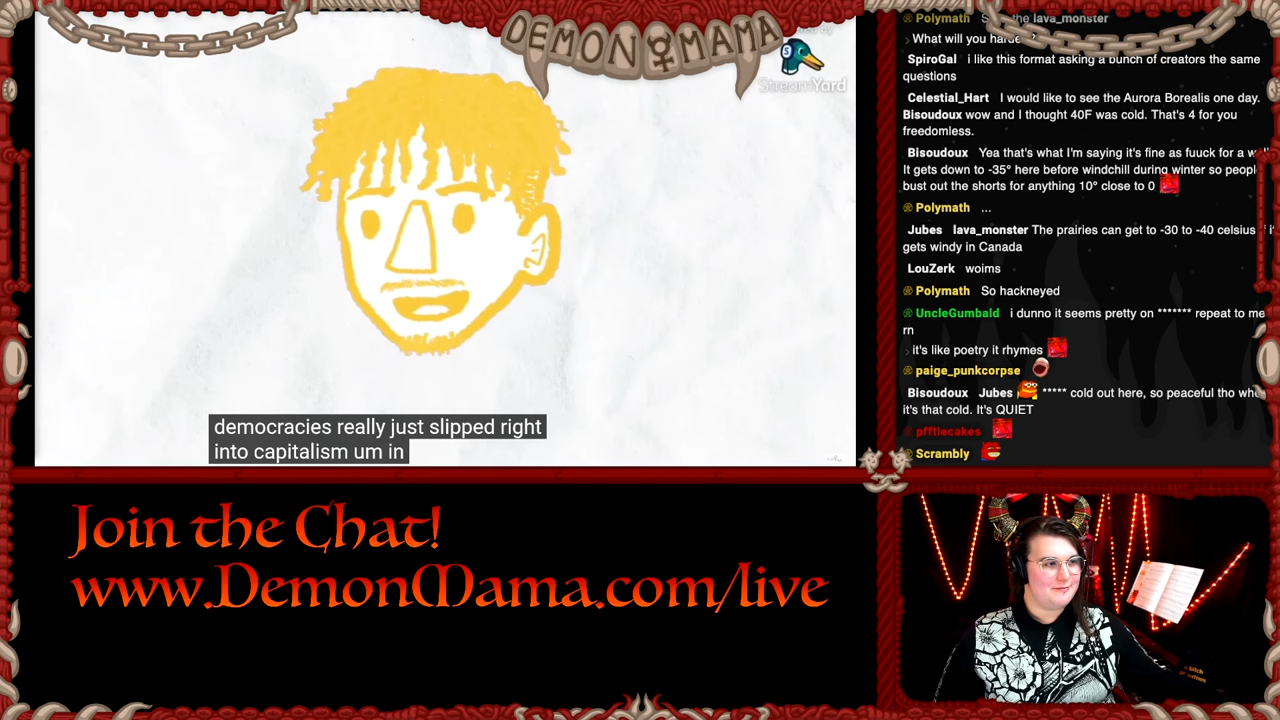 DEMON MAMA
StreamYard
democracies really just slipped right
into capitalism um in
Join the Chat!
www.DemonMama.com/live
Polymath
lava_monster
What will you
SpiroGal i like this format asking a bunch of creators the same
questions
Celestial_Hart I would like to see the Aurora Borealis one day.
Bisoudoux wow and I thought 40F was cold. That's 4 for you
freedomless.
Bisoudoux Yea that's what I'm saying it's fine as fuuck for a
It gets down to -35° here before windchill during winter so
bust out the shorts for anything 10° close to 0
Polymath ...
Jubes lava_monster The prairies can get to -30 to -40 celsius
gets windy in Canada
LouZerk woims
Polymath So hackneyed
UncleGumbald i dunno it seems pretty on ******* repeat to me
rn
it's like poetry it rhymes
paige_punkcorpse
Bisoudoux Jubes ***** cold out here, so peaceful tho
it's that cold. It's QUIET
pfftlecakes
Scrambly